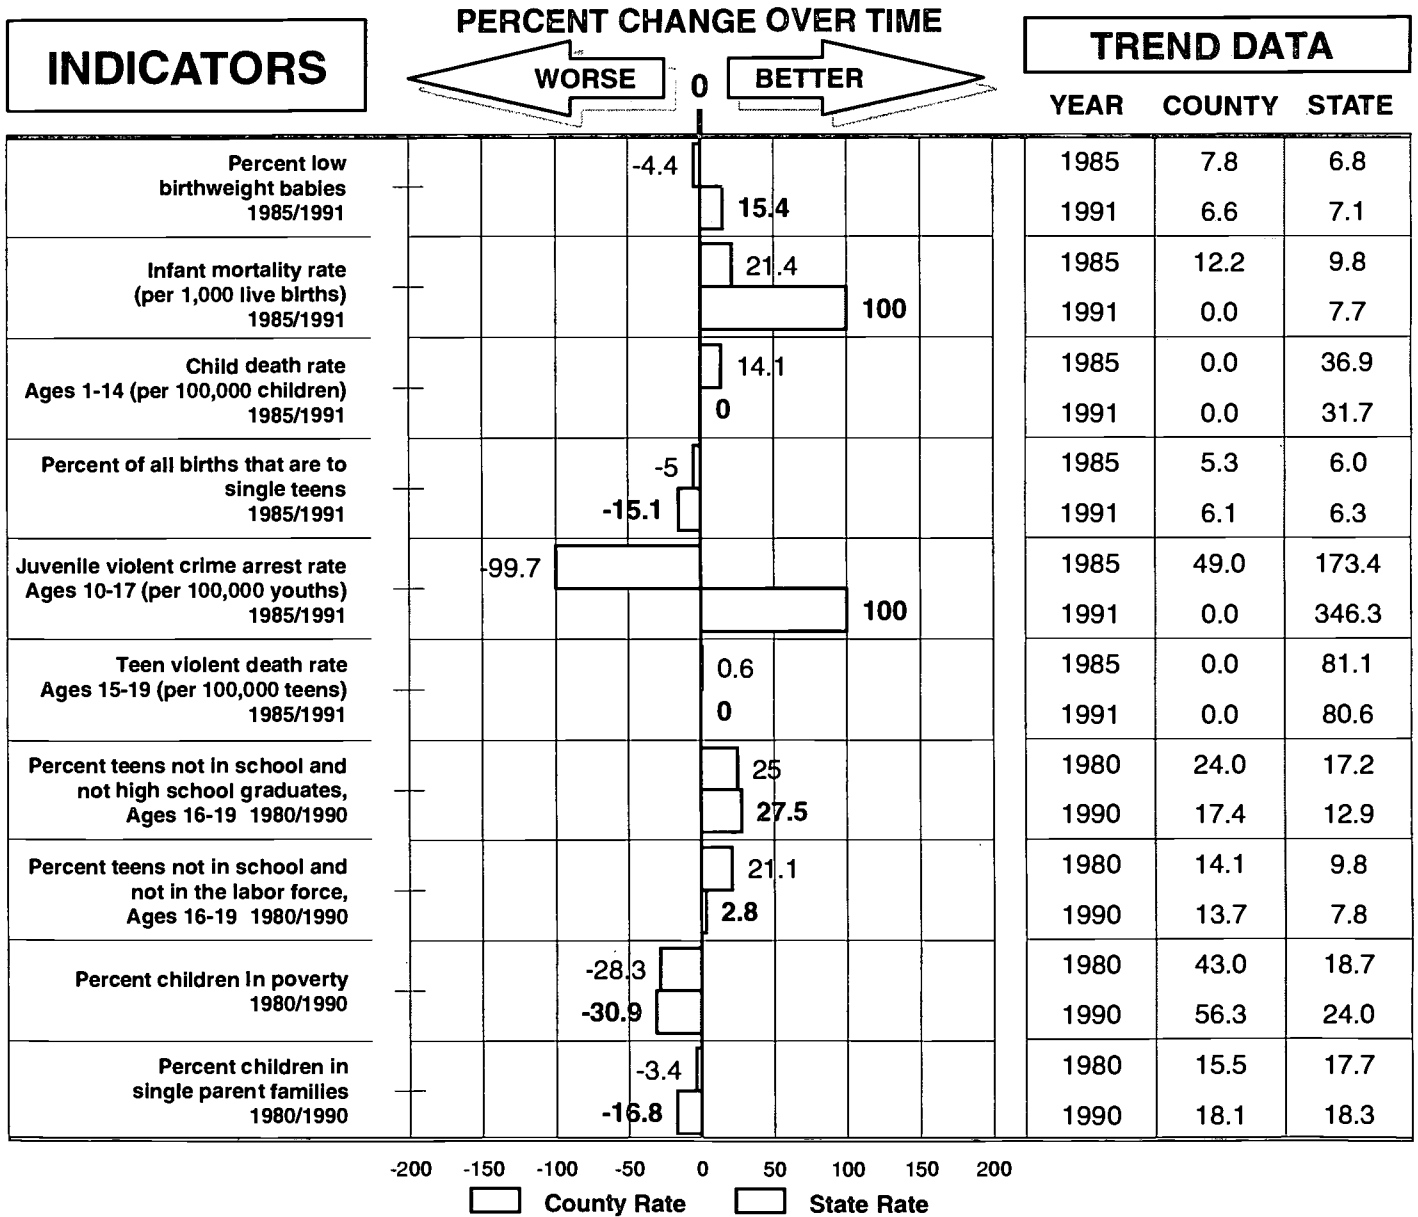 PERCENT CHANGE OVER TIME
INDICATORS
WORSE
0
BETTER
TREND DATA
YEAR COUNTY STATE
Percent low
birthweight babies
1985/1991
-4.4
15.4
1985 7.8 6.8
1991 6.6 7.1
Infant mortality rate
(per 1,000 live births)
1985/1991
21.4
100
1985 12.2 9.8
1991 0.0 7.7
Child death rate
Ages 1-14 (per 100,000 children)
1985/1991
14.1
0
1985 0.0 36.9
1991 0.0 31.7
Percent of all births that are to
single teens
1985/1991
-5
-15.1
1985 5.3 6.0
1991 6.1 6.3
Juvenile violent crime arrest rate
Ages 10-17 (per 100,000 youths)
1985/1991
-99.7
100
1985 49.0 173.4
1991 0.0 346.3
Teen violent death rate
Ages 15-19 (per 100,000 teens)
1985/1991
0.6
0
1985 0.0 81.1
1991 0.0 80.6
Percent teens not in school and
not high school graduates,
Ages 16-19 1980/1990
25
27.5
1980 24.0 17.2
1990 17.4 12.9
Percent teens not in school and
not in the labor force,
Ages 16-19 1980/1990
21.1
2.8
1980 14.1 9.8
1990 13.7 7.8
Percent children in poverty
1980/1990
-28.3
-30.9
1980 43.0 18.7
1990 56.3 24.0
Percent children in
single parent families
1980/1990
-3.4
-16.8
1980 15.5 17.7
1990 18.1 18.3
-200 -150 -100 -50 0 50 100 150 200
County Rate State Rate